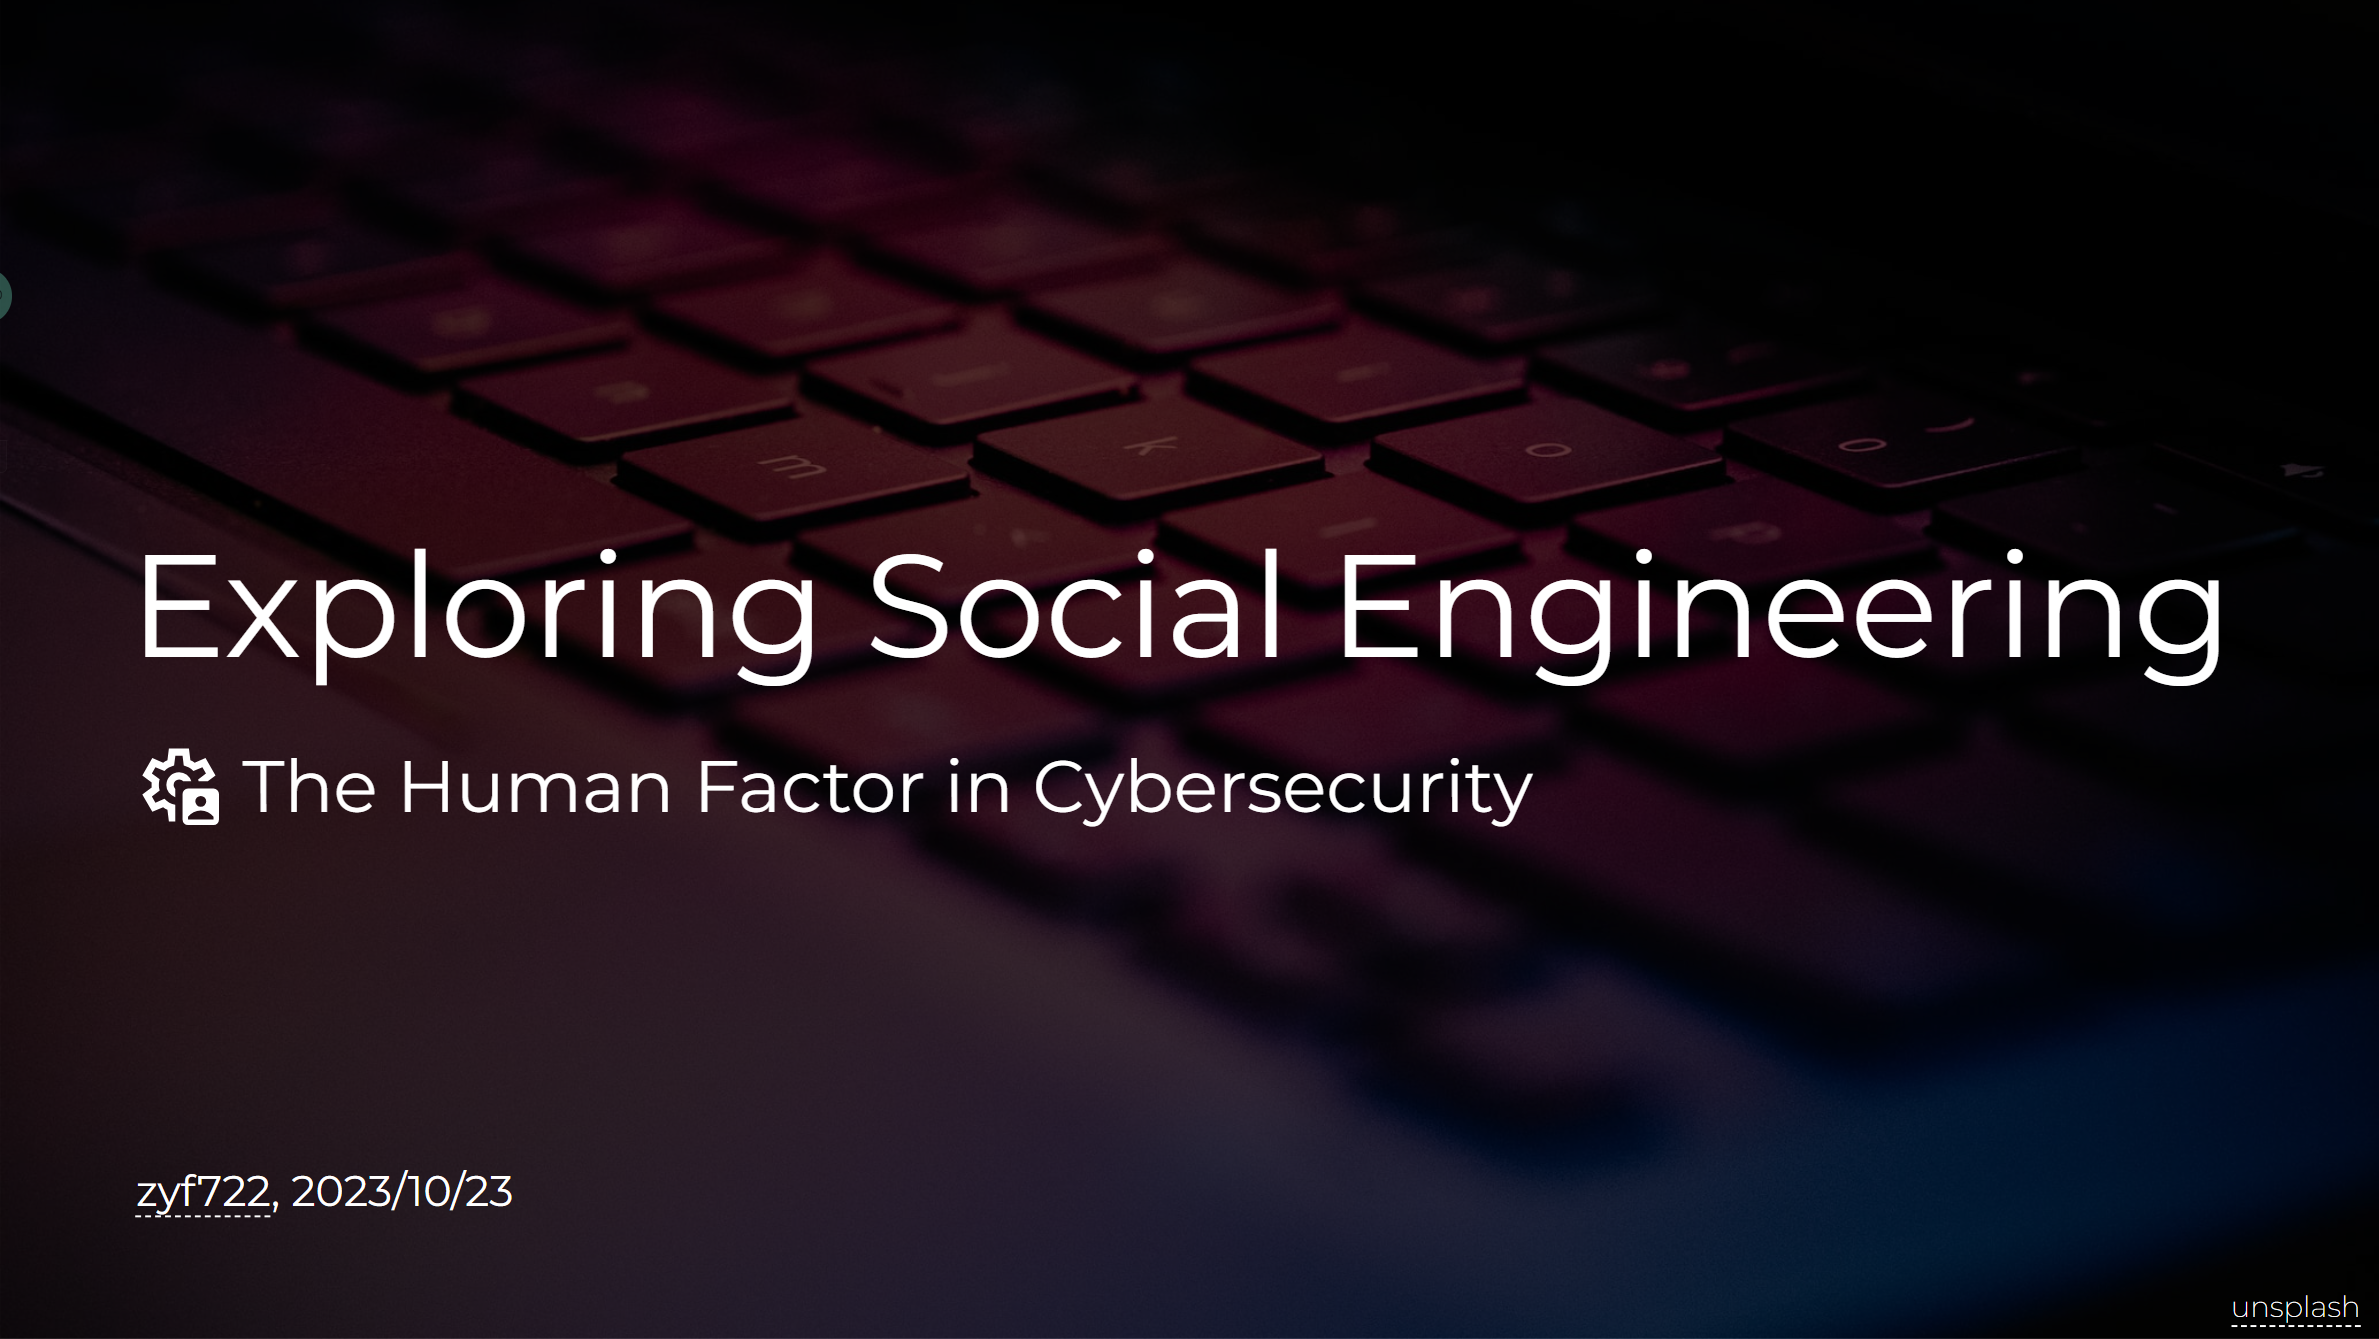 Exploring Social Engineering
The Human Factor in Cybersecurity
zyf722, 2023/10/23
unsplash